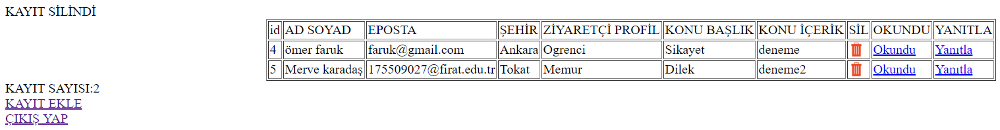 KAYIT SİLİNDİ
id AD SOYAD EPOSTA ŞEHİR ZİYARETÇİ PROFİL KONU BAŞLIK KONU İÇERİK SİL OKUNDU YANITLA
4 ömer faruk faruk@gmail.com Ankara Ogrenci Sikayet deneme Okundu Yanıtla
5 Merve karadaş 175509027@firat.edu.tr Tokat Memur Dilek deneme2 Okundu Yanıtla
KAYIT SAYISI:2
KAYIT EKLE
ÇIKIŞ YAP